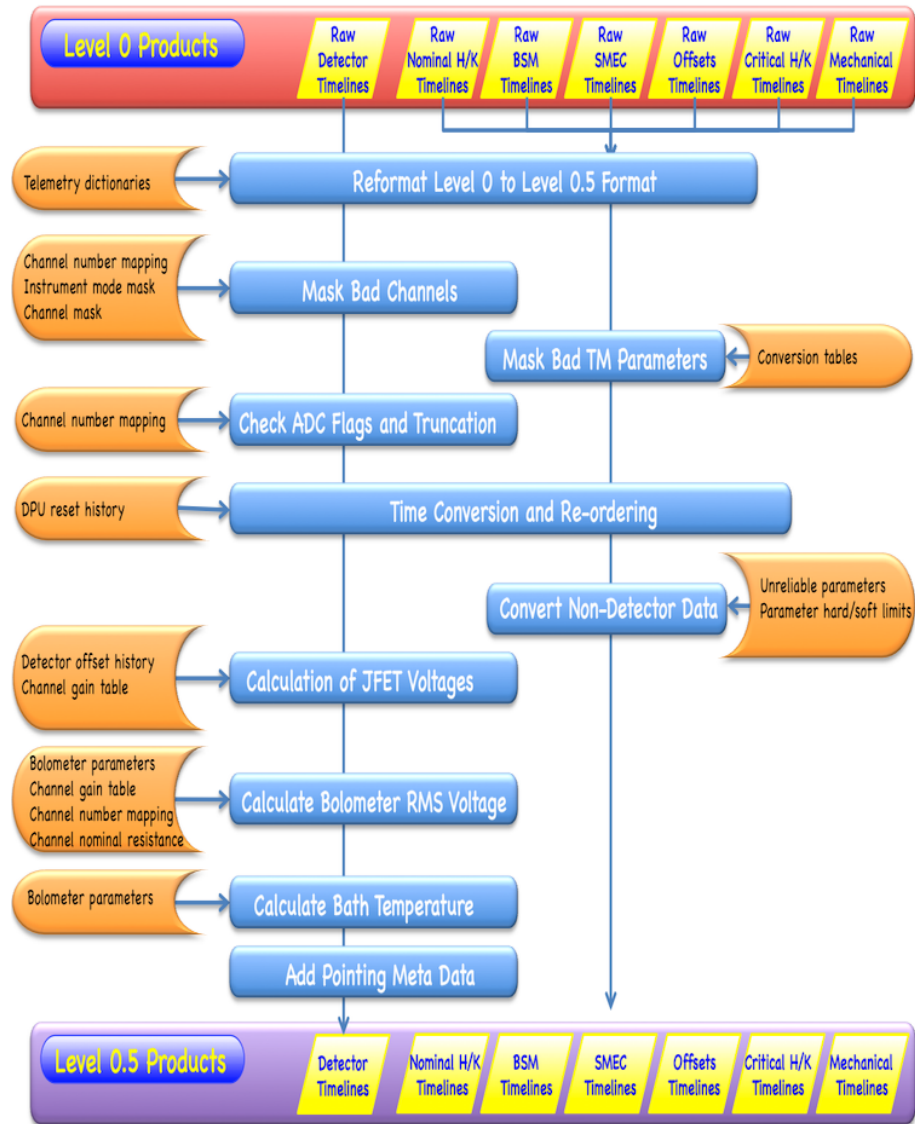 Level 0 Products
Raw
Detector
Timelines
Raw
Nominal H/K
Timelines
Raw
BSM
Timelines
Raw
SMEC
Timelines
Raw
Offsets
Timelines
Raw
Critical H/K
Timelines
Raw
Mechanical
Timelines
Telemetry dictionaries
Reformat Level 0 to Level 0.5 Format
Channel number mapping
Instrument mode mask
Channel mask
Mask Bad Channels
Mask Bad TM Parameters
Conversion tables
Channel number mapping
Check ADC Flags and Truncation
DPU reset history
Time Conversion and Re-ordering
Convert Non-Detector Data
Unreliable parameters
Parameter hard/soft limits
Detector offset history
Channel gain table
Calculation of JFET Voltages
Bolometer parameters
Channel gain table
Channel number mapping
Channel nominal resistance
Calculate Bolometer RMS Voltage
Bolometer parameters
Calculate Bath Temperature
Add Pointing Meta Data
Level 0.5 Products
Detector
Timelines
Nominal H/K
Timelines
BSM
Timelines
SMEC
Timelines
Offsets
Timelines
Critical H/K
Timelines
Mechanical
Timelines